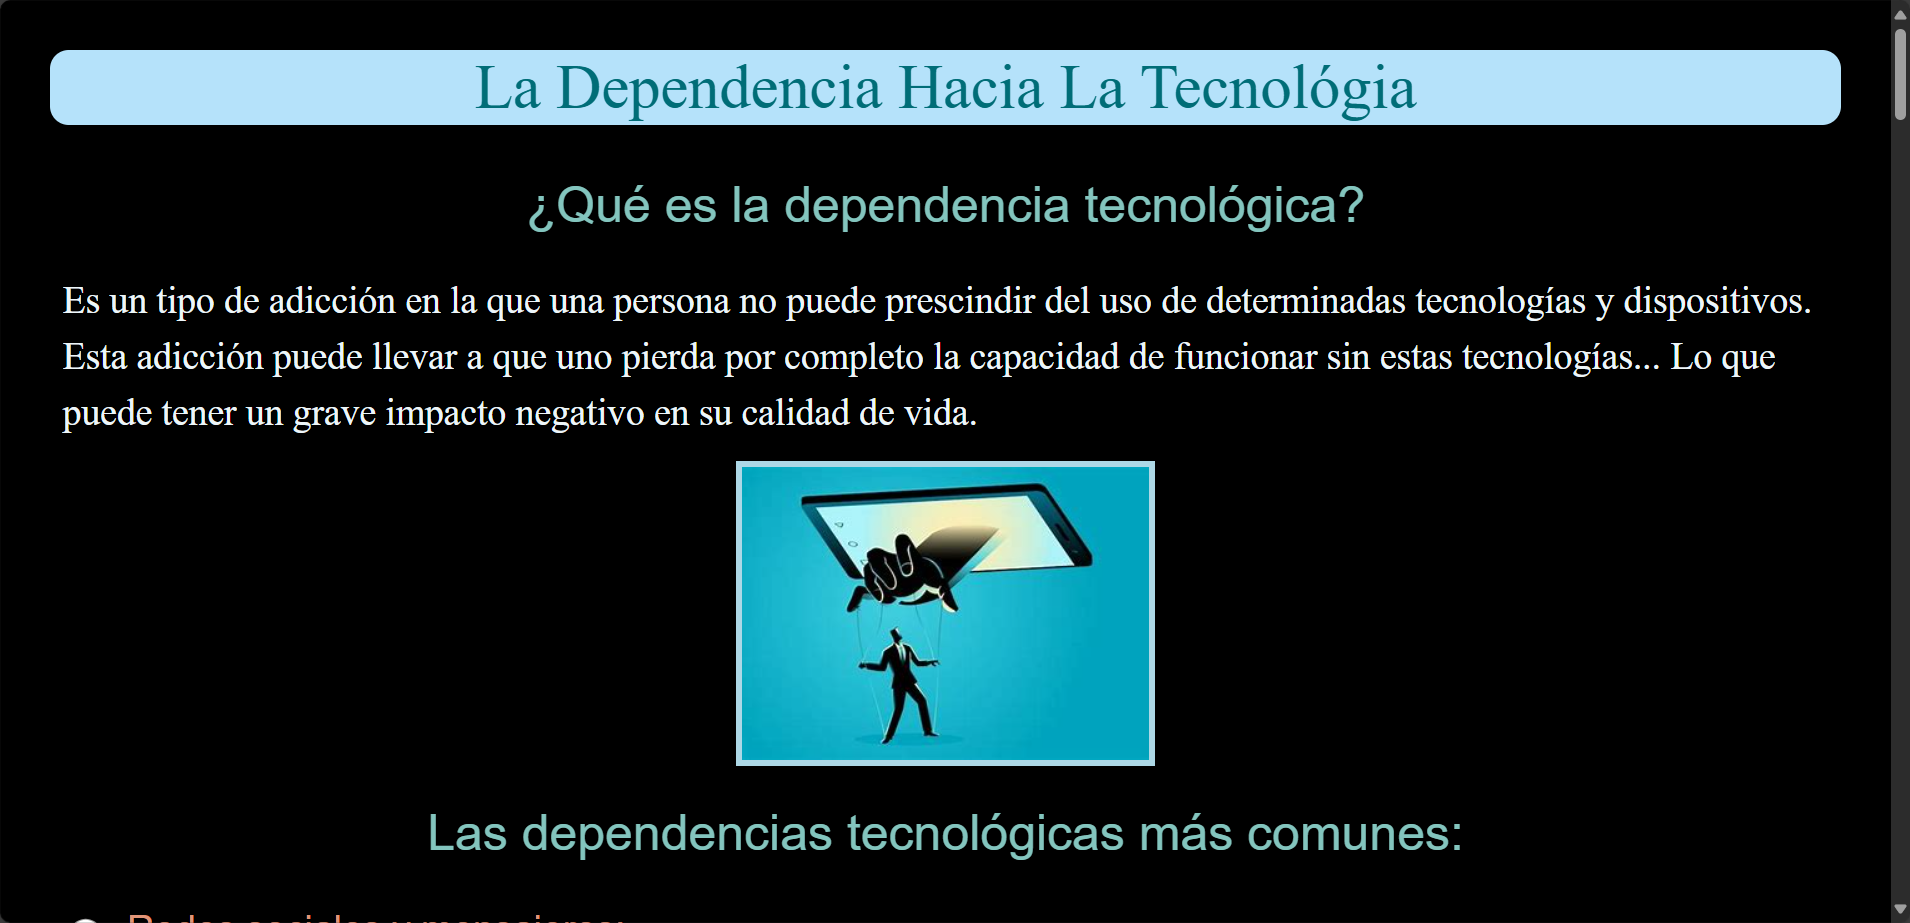 La Dependencia Hacia La Tecnológia
¿Qué es la dependencia tecnológica?
Es un tipo de adicción en la que una persona no puede prescindir del uso de determinadas tecnologías y dispositivos.
Esta adicción puede llevar a que uno pierda por completo la capacidad de funcionar sin estas tecnologías... Lo que
puede tener un grave impacto negativo en su calidad de vida.
Las dependencias tecnológicas más comunes:
Redes sociales y mensajeros: